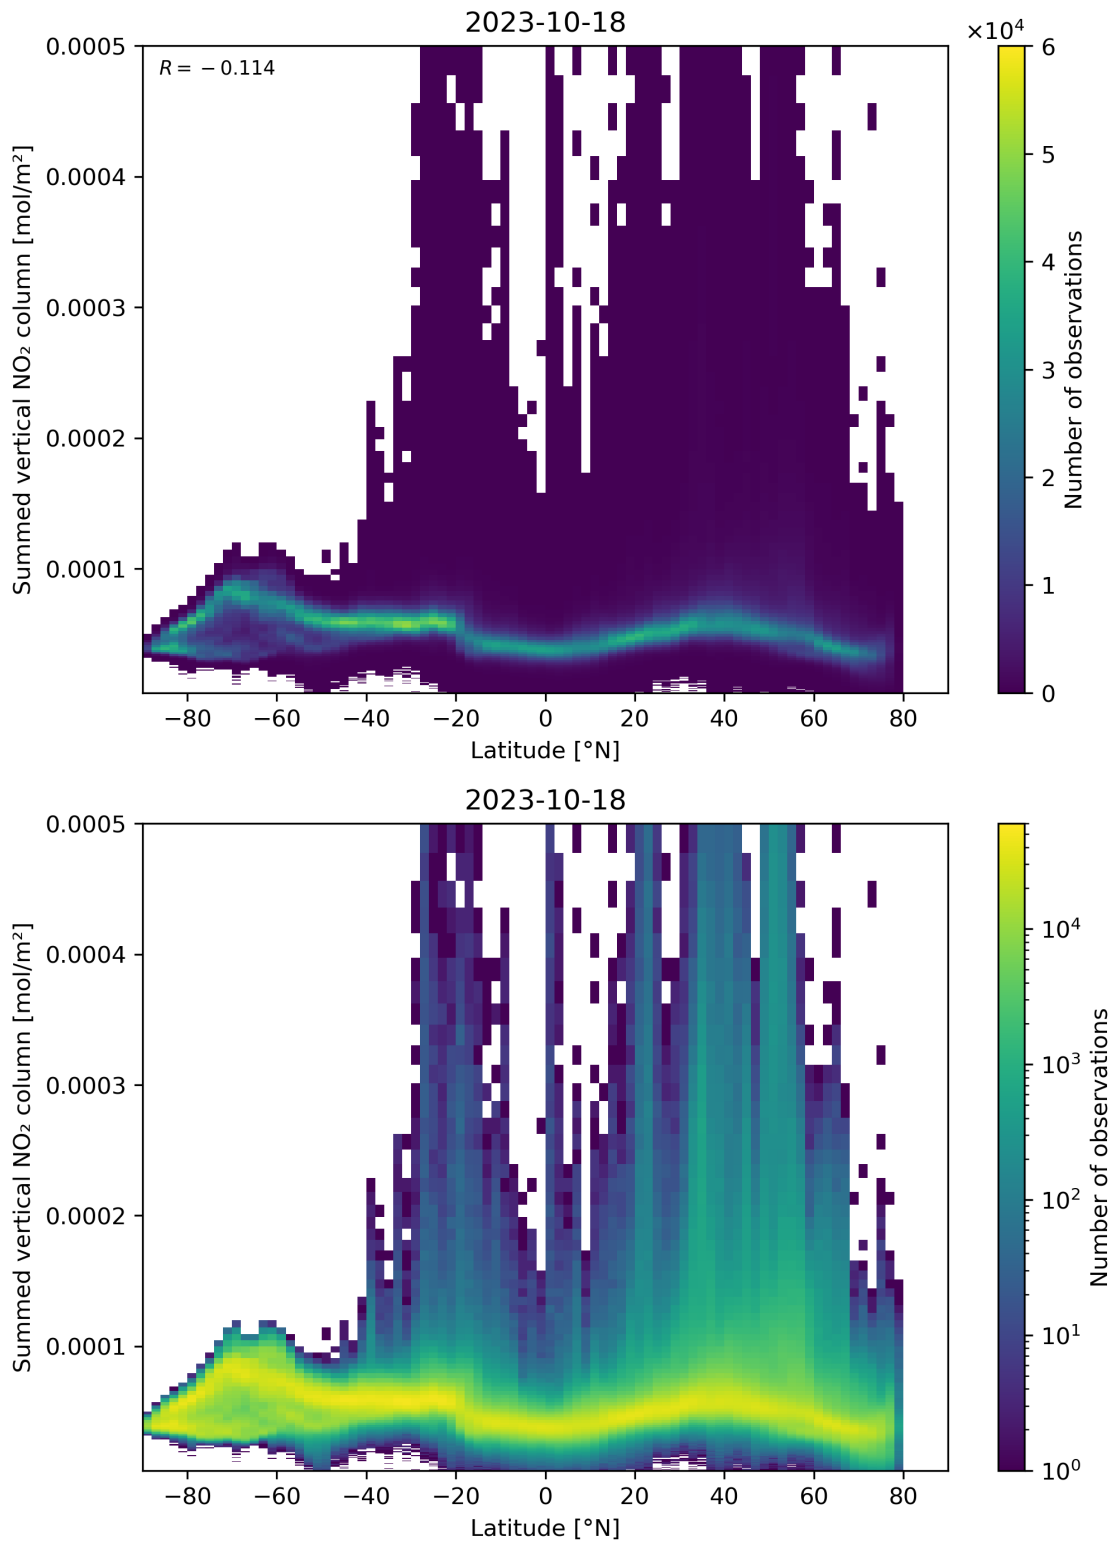 2023-10-18
×10⁴
R = −0.114
0.0005
0.0004
0.0003
0.0002
0.0001
Summed vertical NO₂ column [mol/m²]
−80 −60 −40 −20 0 20 40 60 80
Latitude [°N]
6
5
4
3
2
1
0
Number of observations
2023-10-18
0.0005
0.0004
0.0003
0.0002
0.0001
Summed vertical NO₂ column [mol/m²]
−80 −60 −40 −20 0 20 40 60 80
Latitude [°N]
10⁴
10³
10²
10¹
10⁰
Number of observations